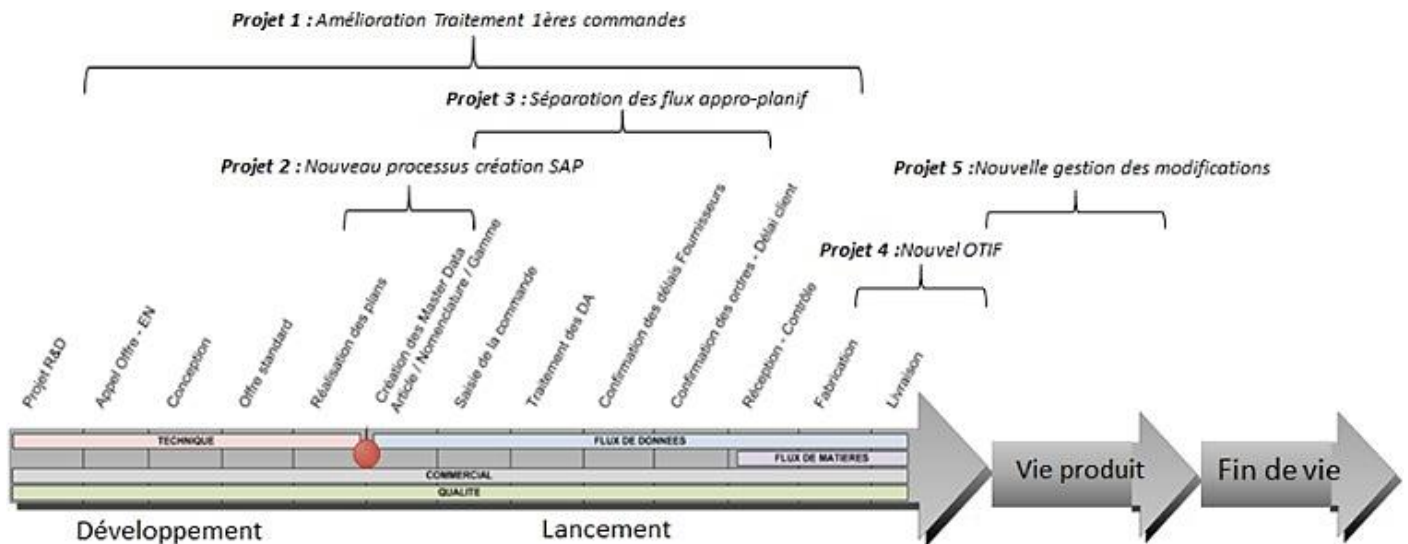 Projet 1 : Amélioration Traitement 1ères commandes
Projet 3 : Séparation des flux appro-planif
Projet 2 : Nouveau processus création SAP
Projet 5 :Nouvelle gestion des modifications
Projet 4 :Nouvel OTIF
Projet R&D
Appel Offre - EN
Conception
Offre standard
Réalisation des plans
Création des Master Data
Article / Nomenclature / Gamme
Saisie de la commande
Traitement des DA
Confirmation des délais Fournisseurs
Confirmation des ordres - Délai client
Réception - Contrôle
Fabrication
Livraison
TECHNIQUE
FLUX DE DONNEES
FLUX DE MATIERES
COMMERCIAL
QUALITE
Vie produit
Fin de vie
Développement
Lancement